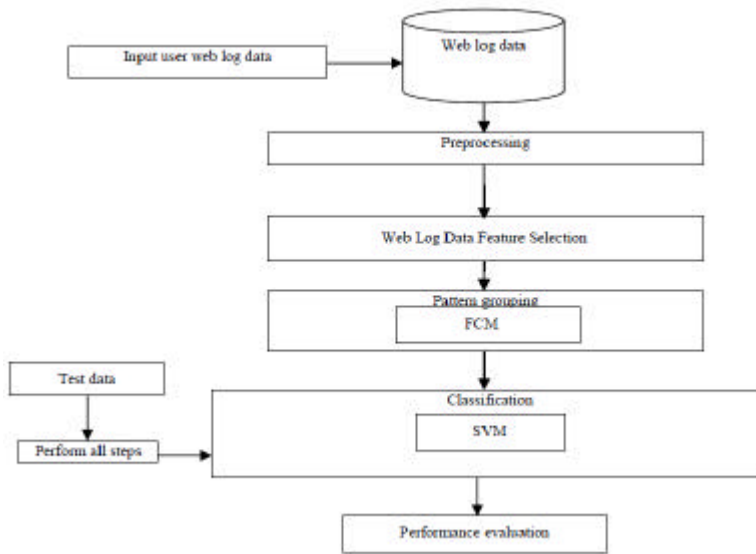 Web log data
Input user web log data
Preprocessing
Web Log Data Feature Selection
Pattern grouping
FCM
Test data
Classification
SVM
Perform all steps
Performance evalsution